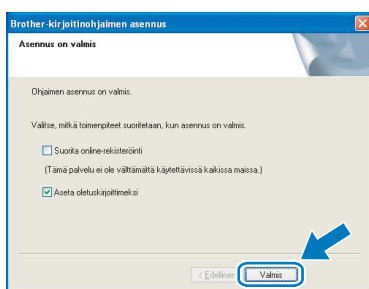 Brother-kirjoitinohjaimen asennus
Asennus on valmis
Ohjaimen asennus on valmis.
Valitse, mitkä toimenpiteet suoritetaan, kun asennus on valmis.
Suorita online-rekisteröinti
(Tämä palvelu ei ole välttämättä käytettävissä kaikissa maissa.)
Aseta oletuskirjoittimeksi
< Edellinen Valmis